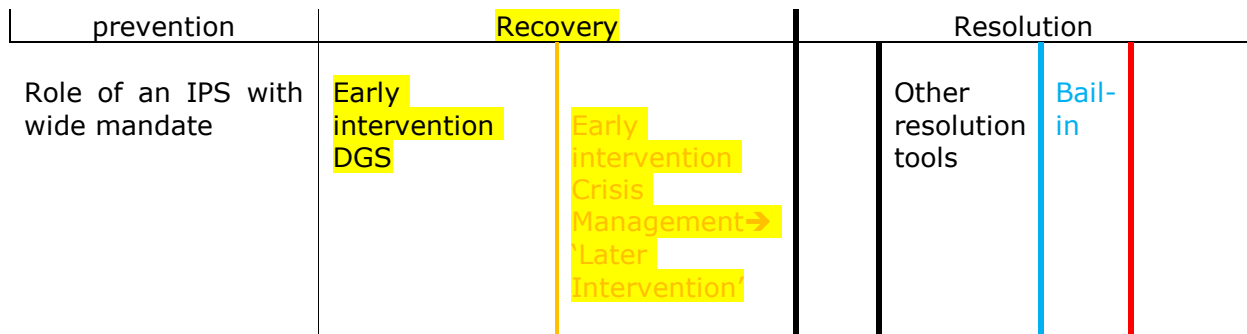 prevention
Recovery
Resolution
Role of an IPS with
wide mandate
Early
intervention
DGS
Early
intervention
Crisis
Management➔
‘Later
Intervention’
Other
resolution
tools
Bail-
in